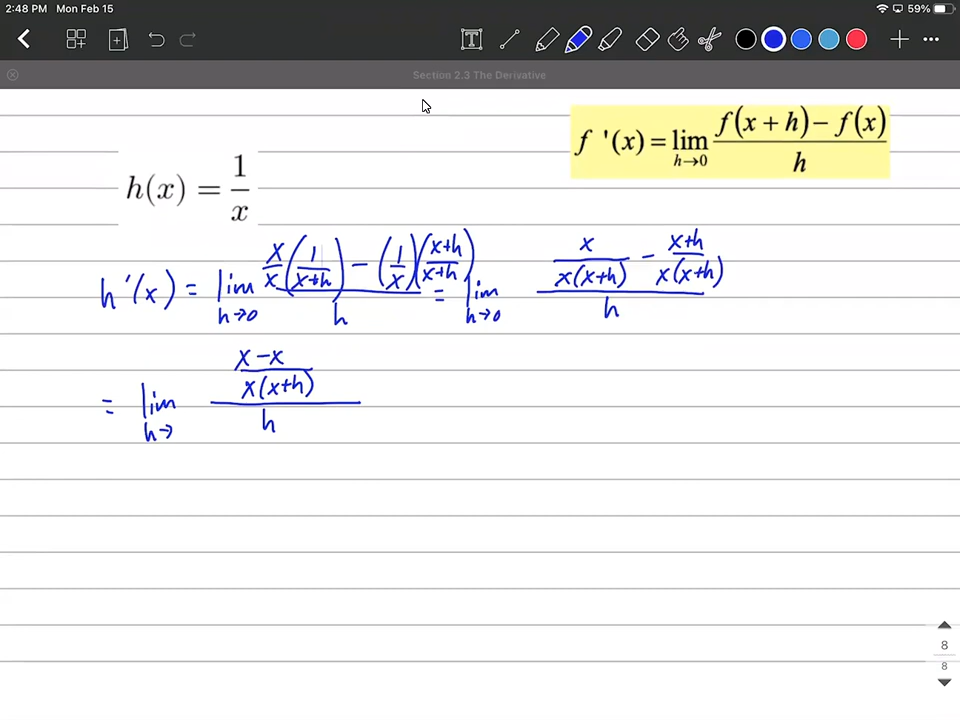 2:48 PM Mon Feb 15 59%
Section 2.3 The Derivative
f '(x) = lim h→0 (f(x + h) − f(x)) / h
h(x) = 1/x
h'(x) = lim h→0 (x/x (1/(x+h)) − (1/x)((x+h)/(x+h))) / h = lim h→0 (x/(x(x+h)) − (x+h)/(x(x+h))) / h
= lim h→ ((x−x)/(x(x+h))) / h
8
8